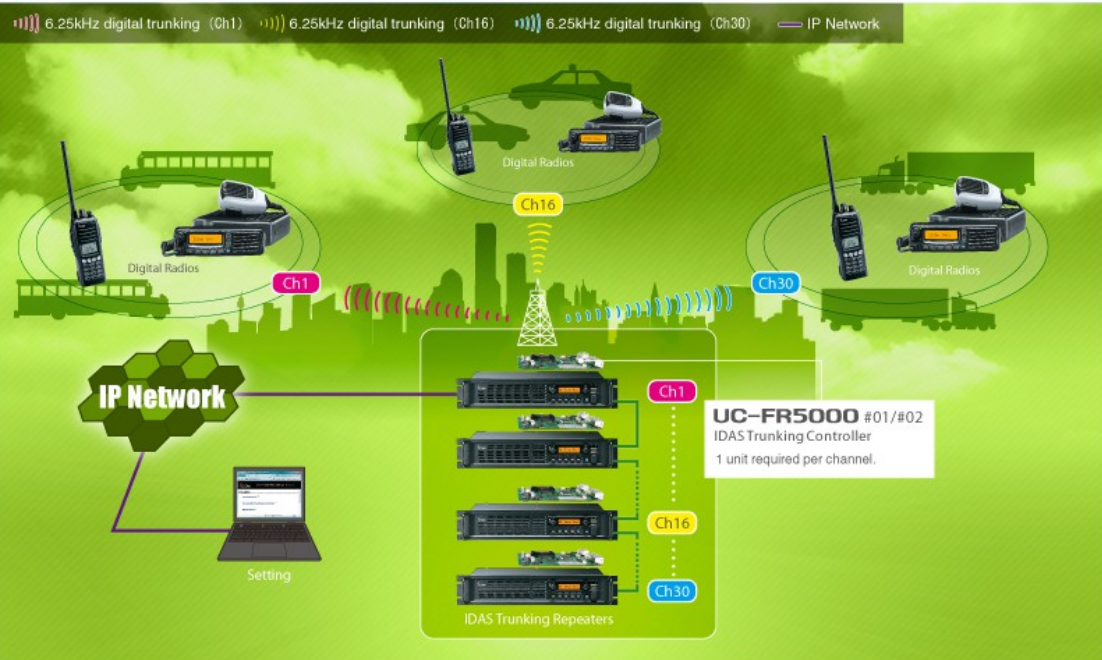 6.25kHz digital trunking (Ch1) 6.25kHz digital trunking (Ch16) 6.25kHz digital trunking (Ch30) IP Network
Digital Radios
Ch16
Digital Radios
Ch1
Digital Radios
Ch30
IP Network
Ch1
UC-FR5000 #01/#02
IDAS Trunking Controller
1 unit required per channel.
Ch16
Setting
Ch30
IDAS Trunking Repeaters